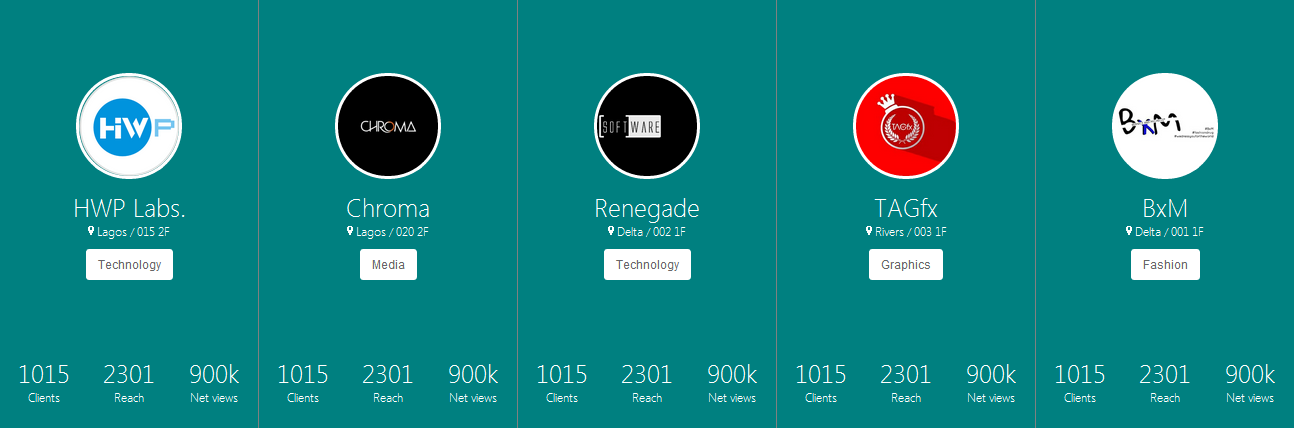 HWP
HWP Labs.
Lagos / 015 2F
Technology
1015 2301 900k
Clients Reach Net views
CHROMA
Chroma
Lagos / 020 2F
Media
1015 2301 900k
Clients Reach Net views
[SOFT]WARE
Renegade
Delta / 002 1F
Technology
1015 2301 900k
Clients Reach Net views
TAGfx
TAGfx
Rivers / 003 1F
Graphics
1015 2301 900k
Clients Reach Net views
BxM
BxM
Delta / 001 1F
Fashion
1015 2301 900k
Clients Reach Net views